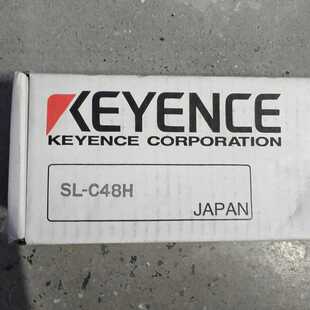 KEYENCE
KEYENCE CORPORATION
SL-C48H
JAPAN